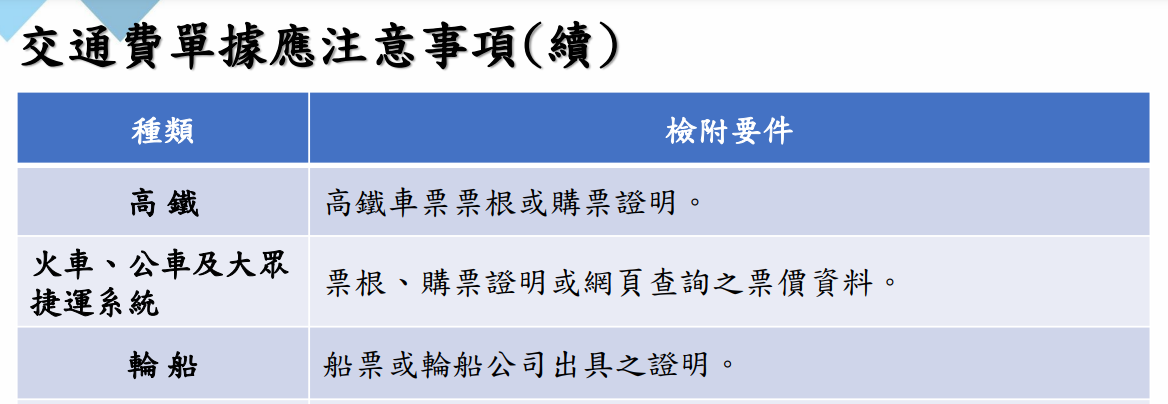 交通費單據應注意事項(續)
種類
檢附要件
高 鐵
高鐵車票票根或購票證明。
火車、公車及大眾
捷運系統
票根、購票證明或網頁查詢之票價資料。
輪 船
船票或輪船公司出具之證明。